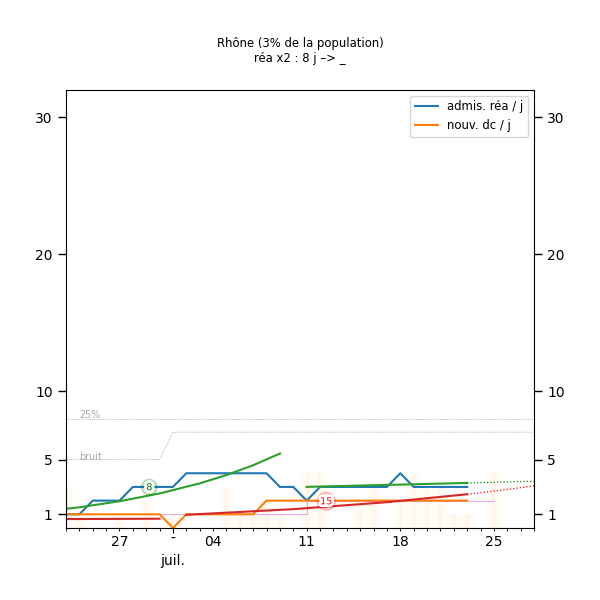 Rhône (3% de la population)
réa x2 : 8 j –> _
admis. réa / j
nouv. dc / j
30 30
20 20
10 10
25%
bruit
5 5
8
15
1 1
27 - 04 11 18 25
juil.